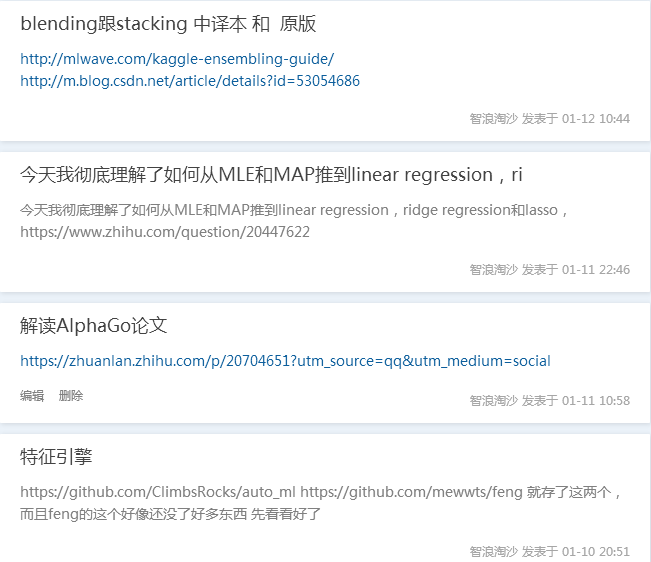 blending跟stacking 中译本 和  原版
http://mlwave.com/kaggle-ensembling-guide/
http://m.blog.csdn.net/article/details?id=53054686
智浪淘沙 发表于 01-12 10:44
今天我彻底理解了如何从MLE和MAP推到linear regression，ri
今天我彻底理解了如何从MLE和MAP推到linear regression，ridge regression和lasso，
https://www.zhihu.com/question/20447622
智浪淘沙 发表于 01-11 22:46
解读AlphaGo论文
https://zhuanlan.zhihu.com/p/20704651?utm_source=qq&utm_medium=social
编辑 删除 智浪淘沙 发表于 01-11 10:58
特征引擎
https://github.com/ClimbsRocks/auto_ml https://github.com/mewwts/feng 就存了这两个，
而且feng的这个好像还没了好多东西 先看看好了
智浪淘沙 发表于 01-10 20:51